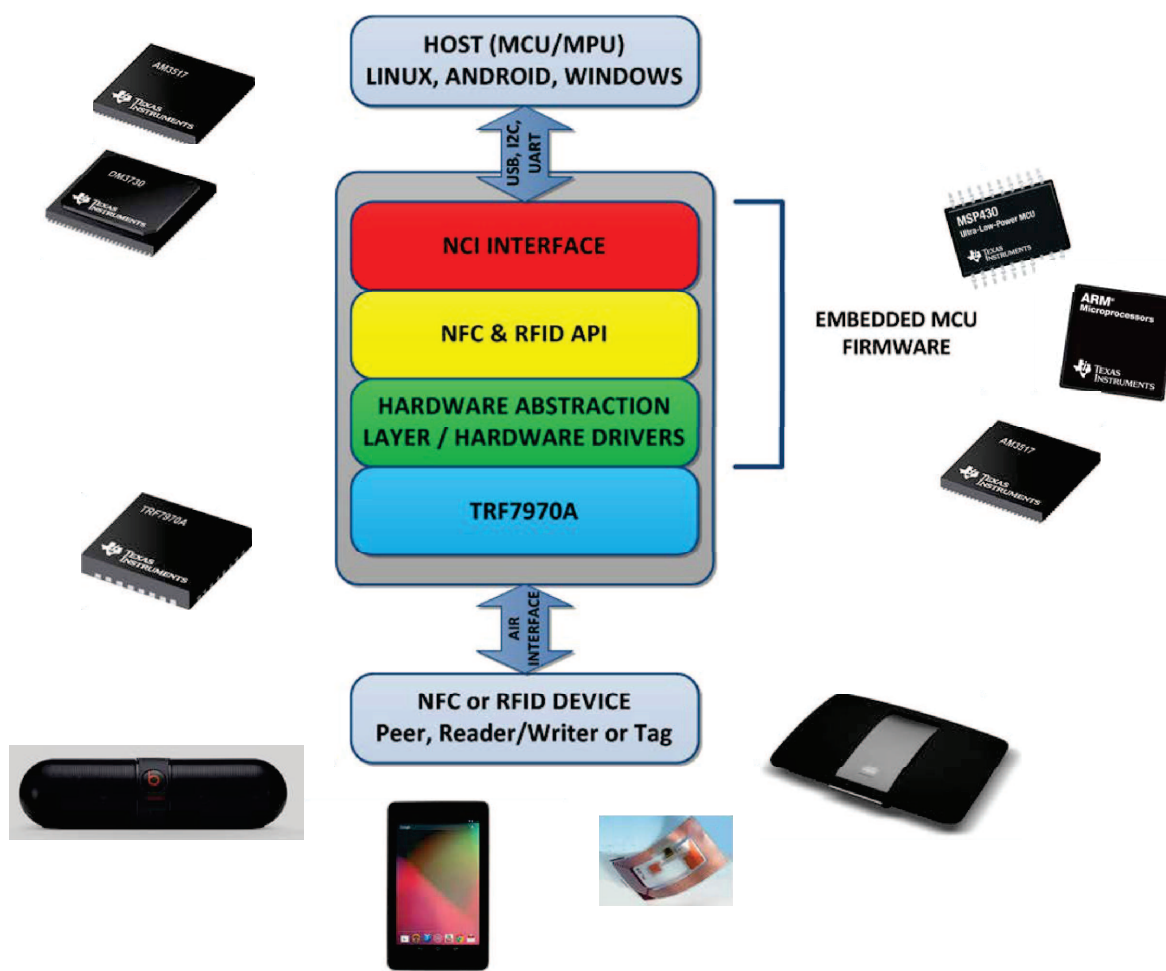 HOST (MCU/MPU)
LINUX, ANDROID, WINDOWS
AM3517
TEXAS
INSTRUMENTS
DM3730
TEXAS
INSTRUMENTS
USB, I2C,
UART
NCI INTERFACE
NFC & RFID API
HARDWARE ABSTRACTION
LAYER / HARDWARE DRIVERS
TRF7970A
EMBEDDED MCU
FIRMWARE
MSP430
Ultra-Low-Power MCU
TEXAS
INSTRUMENTS
ARM®
Microprocessors
TEXAS
INSTRUMENTS
AM3517
TEXAS
INSTRUMENTS
TRF7970A
TEXAS
INSTRUMENTS
AIR
INTERFACE
NFC or RFID DEVICE
Peer, Reader/Writer or Tag
b